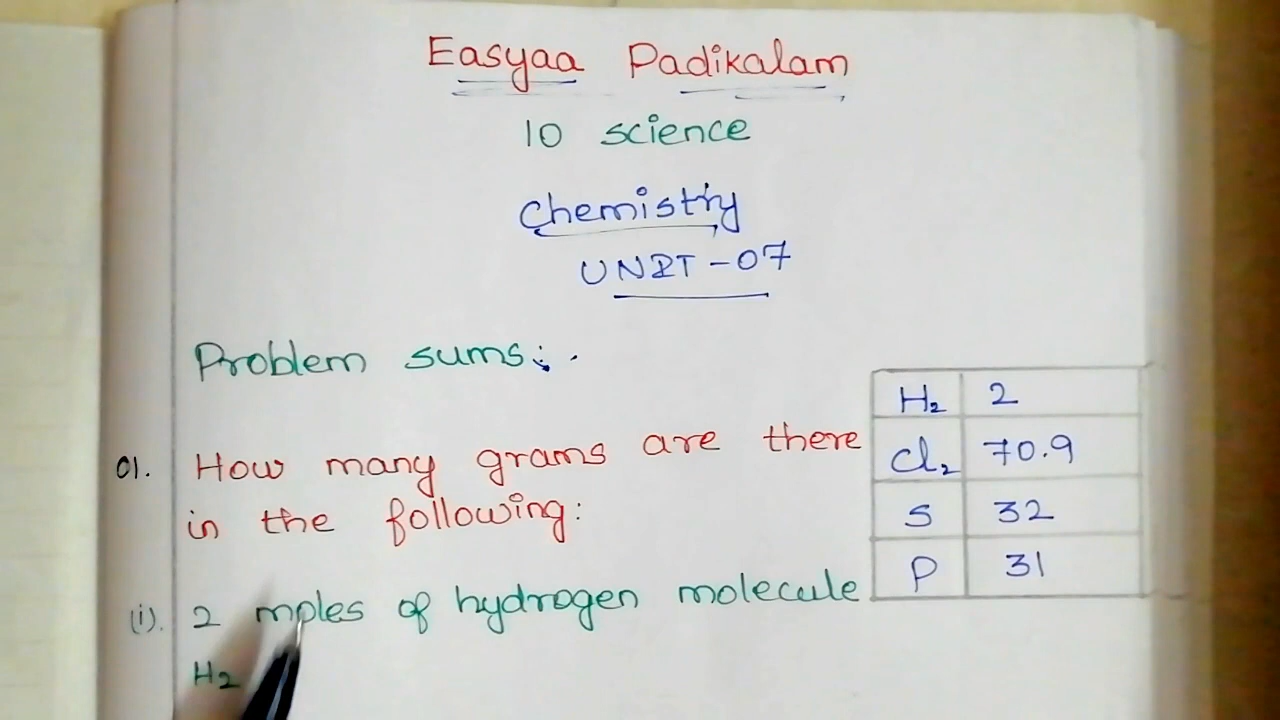 Easyaa Padikalam
10 science
Chemistry
UNIT-07
Problem sums:.
01. How many grams are there
in the following:
(i). 2 moles of hydrogen molecule
H₂
H₂ 2
Cl₂ 70.9
S 32
P 31